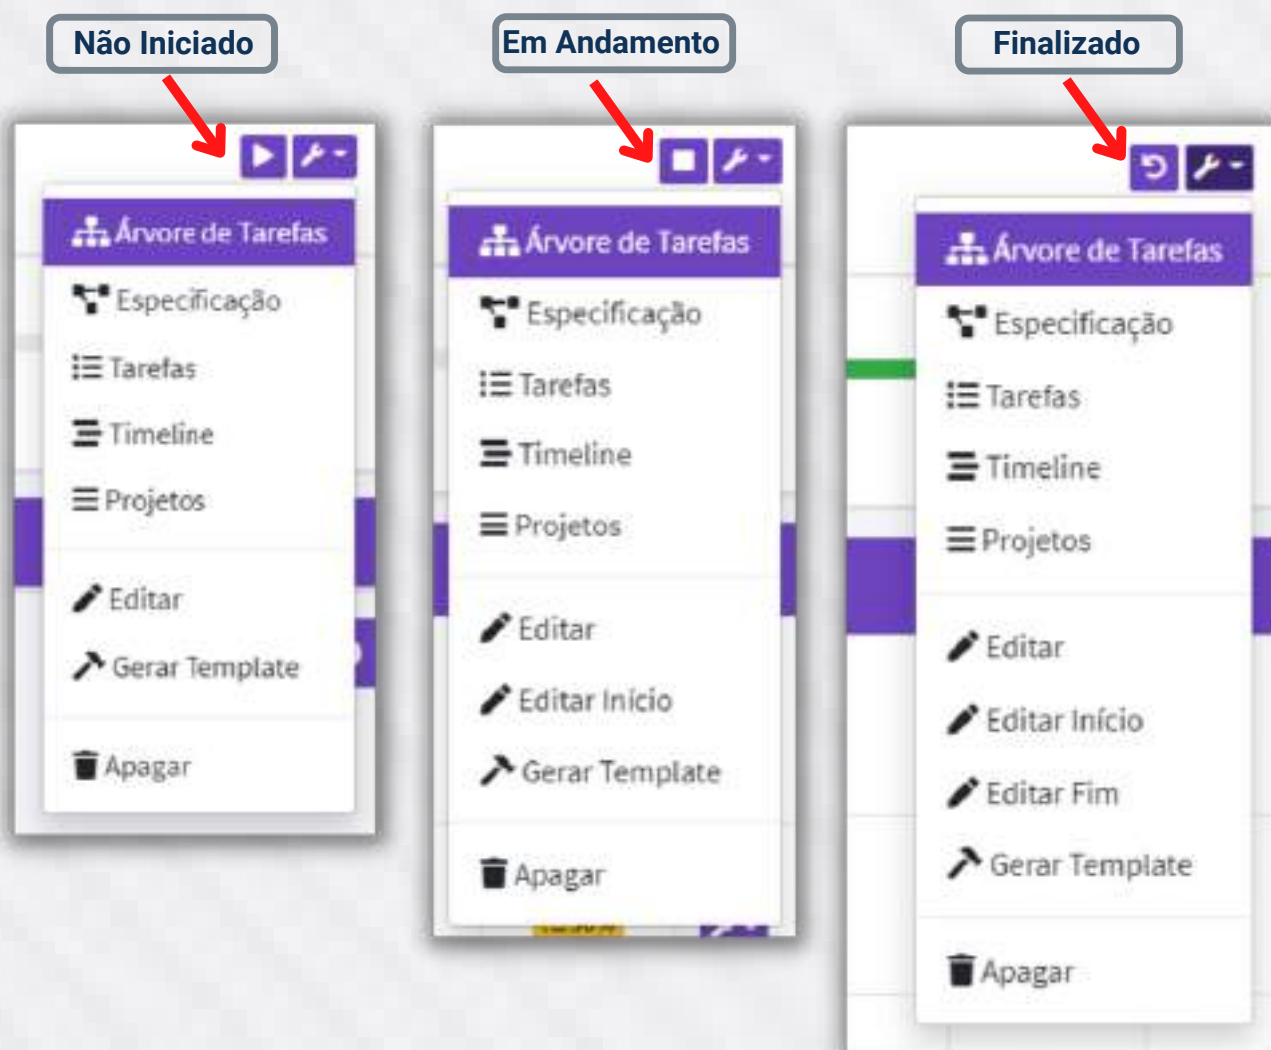 Não Iniciado
Árvore de Tarefas
Especificação
Tarefas
Timeline
Projetos
Editar
Gerar Template
Apagar
Em Andamento
Árvore de Tarefas
Especificação
Tarefas
Timeline
Projetos
Editar
Editar Início
Gerar Template
Apagar
Finalizado
Árvore de Tarefas
Especificação
Tarefas
Timeline
Projetos
Editar
Editar Início
Editar Fim
Gerar Template
Apagar